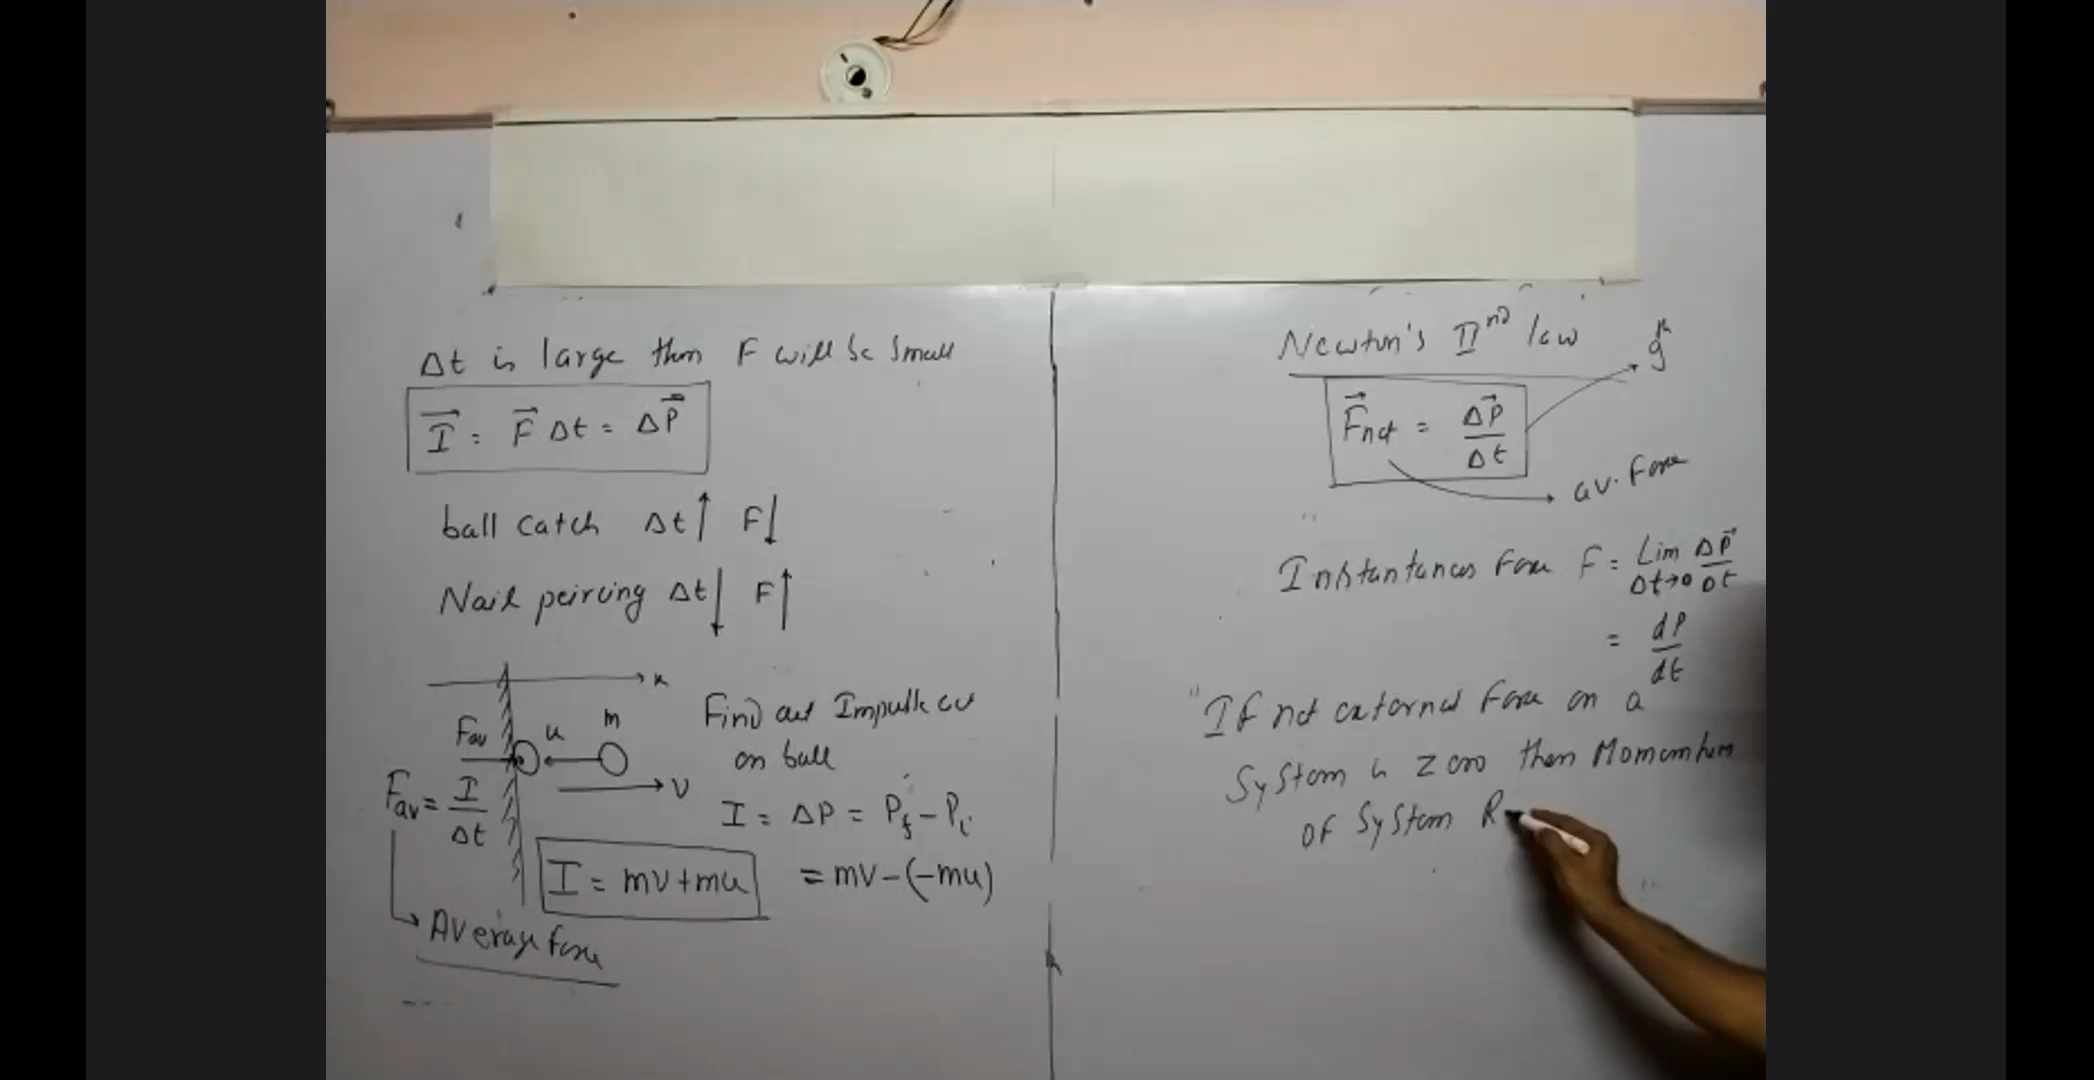 Δt is large then F will be small
I⃗ = F⃗ Δt = ΔP⃗
ball catch Δt↑ F↓
Nail peircing Δt↓ F↑
x
Find out Impulse
on ball
Fav u m
v
Fav = I/Δt
I = ΔP = Pf - Pi
= mv-(-mu)
I = mv+mu
Average force
Newton's IInd law
F⃗net = ΔP⃗/Δt
av. Force
Instantaneous Force F = Lim Δt→0 ΔP⃗/Δt
= dP/dt
"If net external Force on a
System is zero then Momentum
of System R